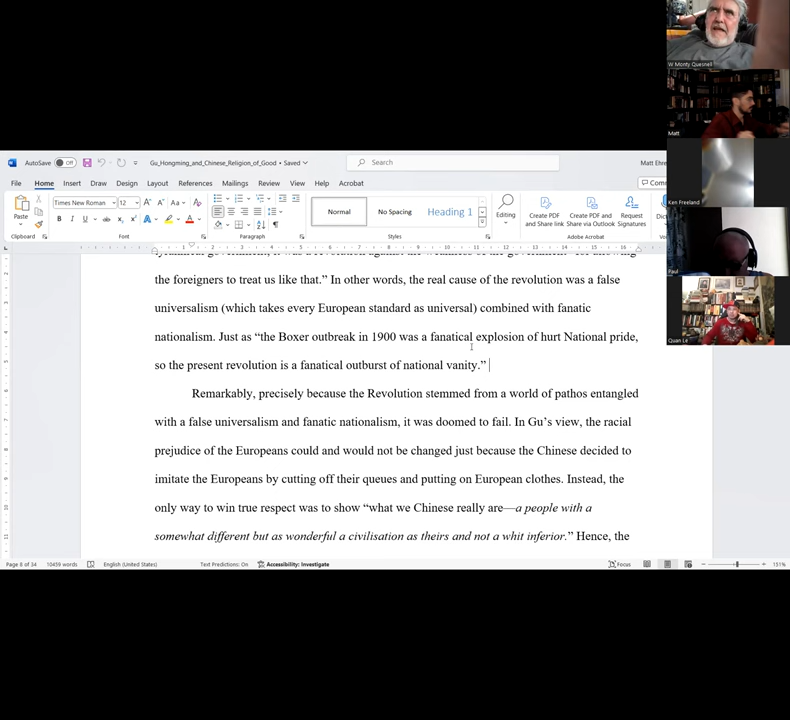 W Monty Quesnell
Matt
Ken Freeland
Paul
Quan Le
AutoSave Off
Gu_Hongming_and_Chinese_Religion_of_Good • Saved
Search
Matt Ehre
File Home Insert Draw Design Layout References Mailings Review View Help Acrobat
Comm
Times New Roman 12
Paste
Normal No Spacing Heading 1
Editing
Create PDF and Share link
Create PDF and Share via Outlook
Request Signatures
Dict
Clipboard Font Paragraph Styles Adobe Acrobat
the foreigners to treat us like that.” In other words, the real cause of the revolution was a false
universalism (which takes every European standard as universal) combined with fanatic
nationalism. Just as “the Boxer outbreak in 1900 was a fanatical explosion of hurt National pride,
so the present revolution is a fanatical outburst of national vanity.”
Remarkably, precisely because the Revolution stemmed from a world of pathos entangled
with a false universalism and fanatic nationalism, it was doomed to fail. In Gu’s view, the racial
prejudice of the Europeans could and would not be changed just because the Chinese decided to
imitate the Europeans by cutting off their queues and putting on European clothes. Instead, the
only way to win true respect was to show “what we Chinese really are—a people with a
somewhat different but as wonderful a civilisation as theirs and not a whit inferior.” Hence, the
Page 8 of 34 10459 words English (United States) Text Predictions: On Accessibility: Investigate Focus 151%